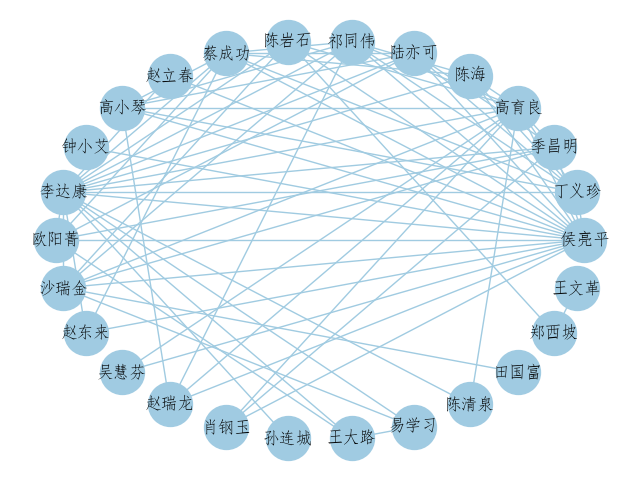 陈岩石
祁同伟
蔡成功
陆亦可
赵立春
陈海
高小琴
高育良
钟小艾
季昌明
李达康
丁义珍
欧阳菁
侯亮平
沙瑞金
王文革
赵东来
郑西坡
吴慧芬
田国富
赵瑞龙
陈清泉
肖钢玉
易学习
孙连城
王大路